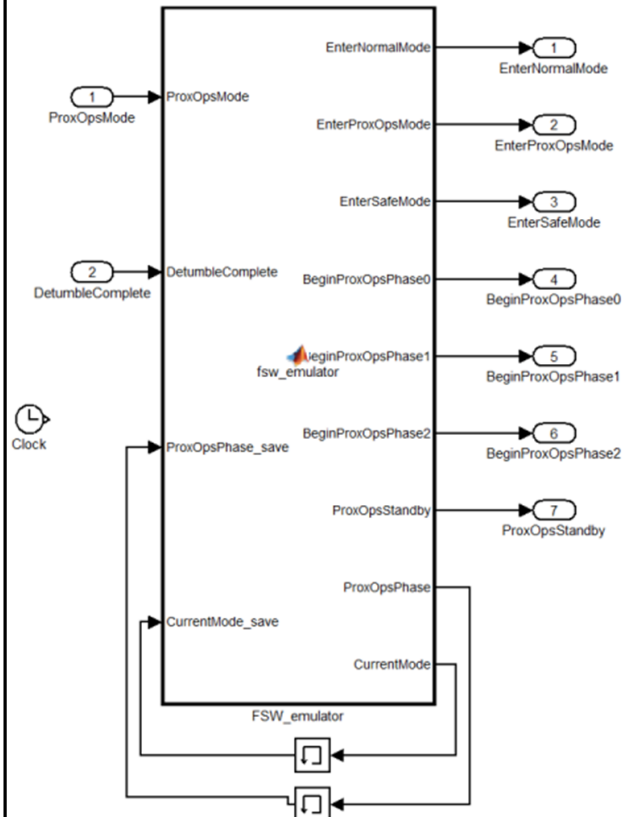 EnterNormalMode
1
EnterNormalMode
ProxOpsMode
1
ProxOpsMode
EnterProxOpsMode
2
EnterProxOpsMode
EnterSafeMode
3
EnterSafeMode
DetumbleComplete
2
DetumbleComplete
BeginProxOpsPhase0
4
BeginProxOpsPhase0
eginProxOpsPhase1
fsw_emulator
5
BeginProxOpsPhase1
Clock
ProxOpsPhase_save
BeginProxOpsPhase2
6
BeginProxOpsPhase2
ProxOpsStandby
7
ProxOpsStandby
ProxOpsPhase
CurrentMode_save
CurrentMode
FSW_emulator